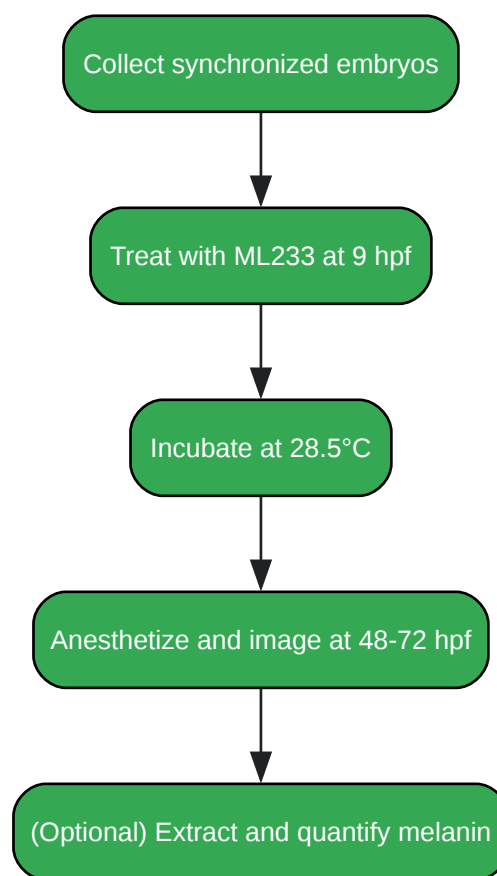 Collect synchronized embryos
Treat with ML233 at 9 hpf
Incubate at 28.5°C
Anesthetize and image at 48-72 hpf
(Optional) Extract and quantify melanin